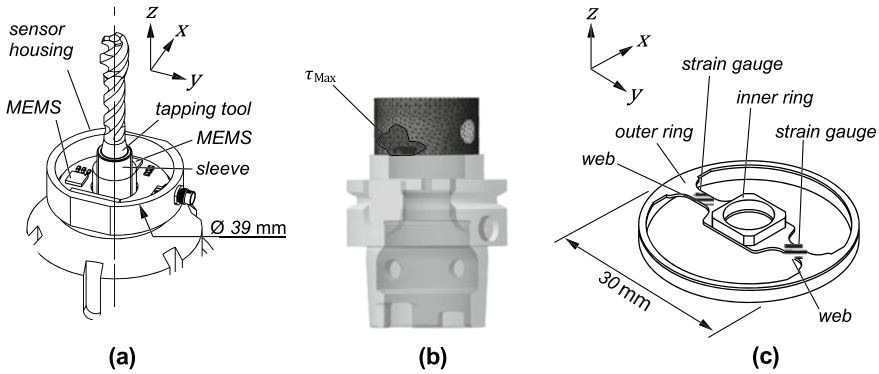 sensor
housing
MEMS
z
x
y
tapping tool
MEMS
sleeve
Ø 39 mm
(a)
τMax
(b)
z
x
y
strain gauge
inner ring
outer ring
strain gauge
web
30 mm
web
(c)